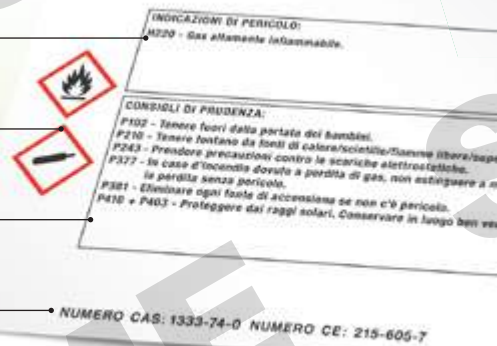 INDICAZIONI DI PERICOLO:
H220 - Gas altamente infiammabile.
CONSIGLI DI PRUDENZA:
P102 - Tenere fuori dalla portata dei bambini.
P210 - Tenere lontano da fonti di calore/scintille/fiamme libere/supe
P243 - Prendere precauzioni contro le scariche elettrostatiche.
P377 - In caso d'incendio dovuto a perdita di gas, non estinguere a
la perdita senza pericolo.
P381 - Eliminare ogni fonte di accensione se non c'è pericolo.
P410 + P403 - Proteggere dai raggi solari. Conservare in luogo ben
NUMERO CAS: 1333-74-0 NUMERO CE: 215-605-7